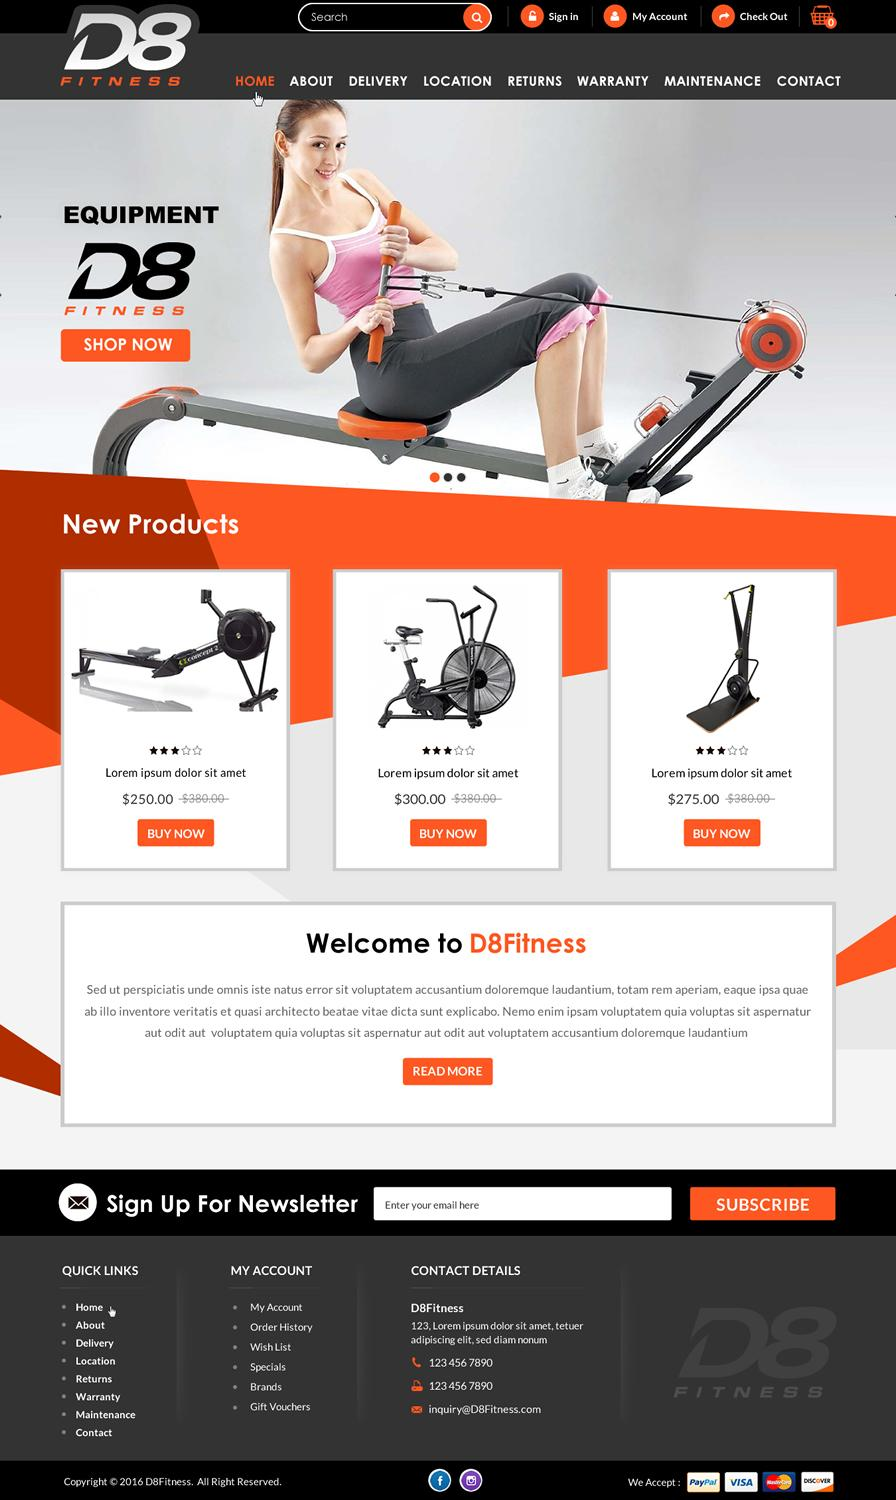 Search
Sign in
My Account
Check Out
0
D8
FITNESS
HOME ABOUT DELIVERY LOCATION RETURNS WARRANTY MAINTENANCE CONTACT
EQUIPMENT
D8
FITNESS
SHOP NOW
New Products
concept 2
Lorem ipsum dolor sit amet
$250.00 $380.00
BUY NOW
Lorem ipsum dolor sit amet
$300.00 $380.00
BUY NOW
Lorem ipsum dolor sit amet
$275.00 $380.00
BUY NOW
Welcome to D8Fitness
Sed ut perspiciatis unde omnis iste natus error sit voluptatem accusantium doloremque laudantium, totam rem aperiam, eaque ipsa quae
ab illo inventore veritatis et quasi architecto beatae vitae dicta sunt explicabo. Nemo enim ipsam voluptatem quia voluptas sit aspernatur
aut odit aut voluptatem quia voluptas sit aspernatur aut odit aut voluptatem accusantium doloremque laudantium
READ MORE
Sign Up For Newsletter
Enter your email here
SUBSCRIBE
QUICK LINKS
Home
About
Delivery
Location
Returns
Warranty
Maintenance
Contact
MY ACCOUNT
My Account
Order History
Wish List
Specials
Brands
Gift Vouchers
CONTACT DETAILS
D8Fitness
123, Lorem ipsum dolor sit amet, tetuer
adipiscing elit, sed diam nonum
123 456 7890
123 456 7890
inquiry@D8Fitness.com
D8
FITNESS
Copyright © 2016 D8Fitness. All Right Reserved.
f
We Accept :
PayPal
VISA
MasterCard
DISCOVER